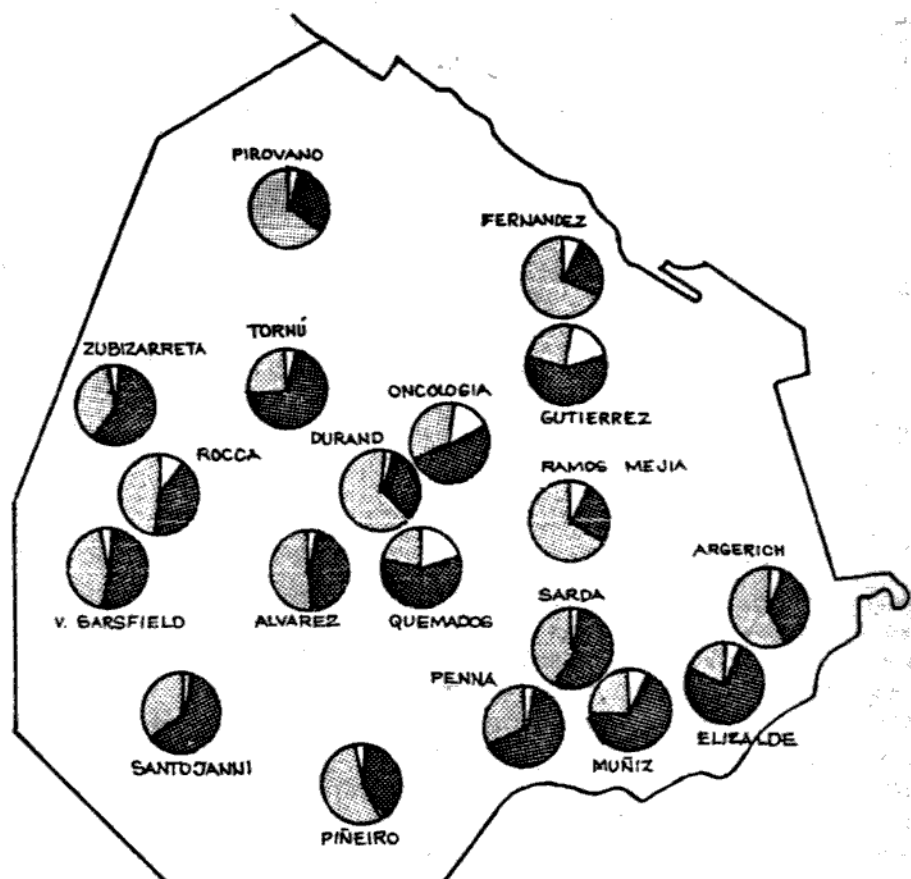 PIROVANO
FERNANDEZ
TORNÚ
ZUBIZARRETA
ONCOLOGIA
GUTIERREZ
DURAND
ROCCA
RAMOS MEJIA
ARGERICH
SARDA
V. SARSFIELD
ALVAREZ
QUEMADOS
PENNA
ELIZALDE
SANTOJANNI
MUÑIZ
PIÑEIRO